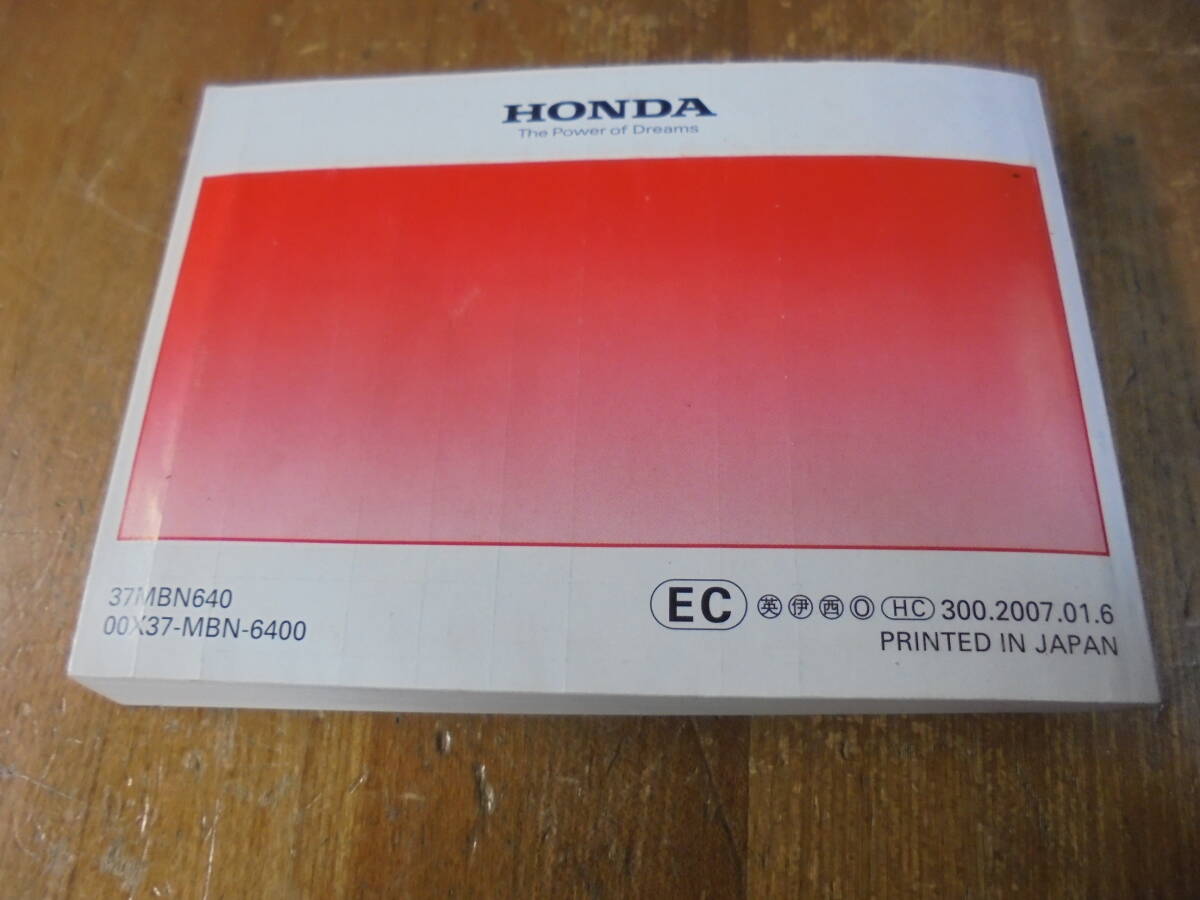 HONDA
The Power of Dreams
37MBN640
00X37-MBN-6400
EC 英 伊 西 O HC 300.2007.01.6
PRINTED IN JAPAN